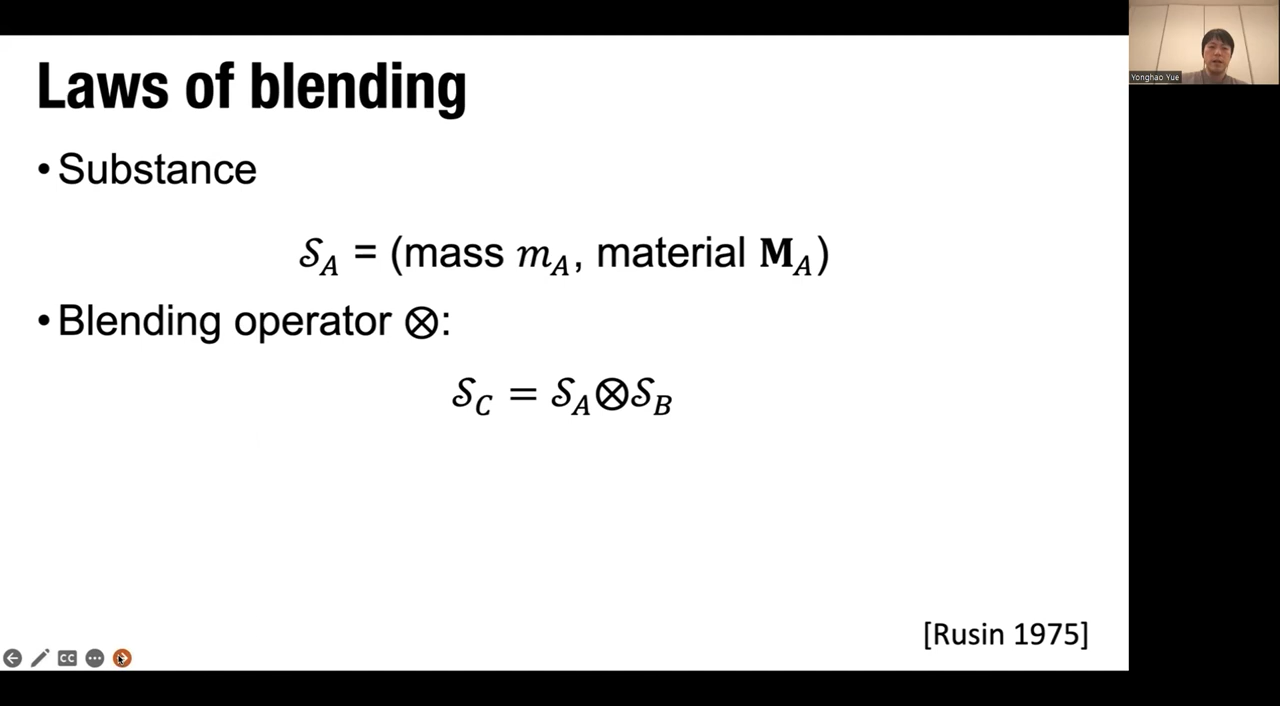 Laws of blending
• Substance
𝒮_A = (mass m_A, material 𝐌_A)
• Blending operator ⊗:
𝒮_C = 𝒮_A⊗𝒮_B
[Rusin 1975]
CC
Yonghao Yue